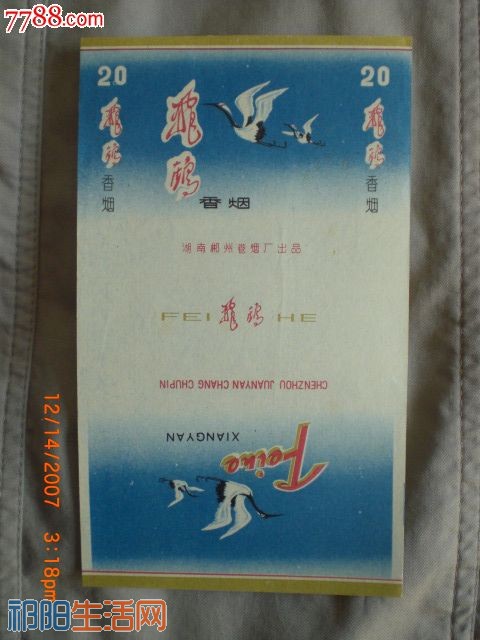 7788.com
20
20
飛鶴
香烟
飛鶴
香烟
飛鶴
香烟
湖南郴州卷烟厂出品
FEI 飛鶴 HE
CHENZHOU JUANYAN CHANG CHUPIN
XIANGYAN
12/14/2007 3:18pm
祁阳生活网